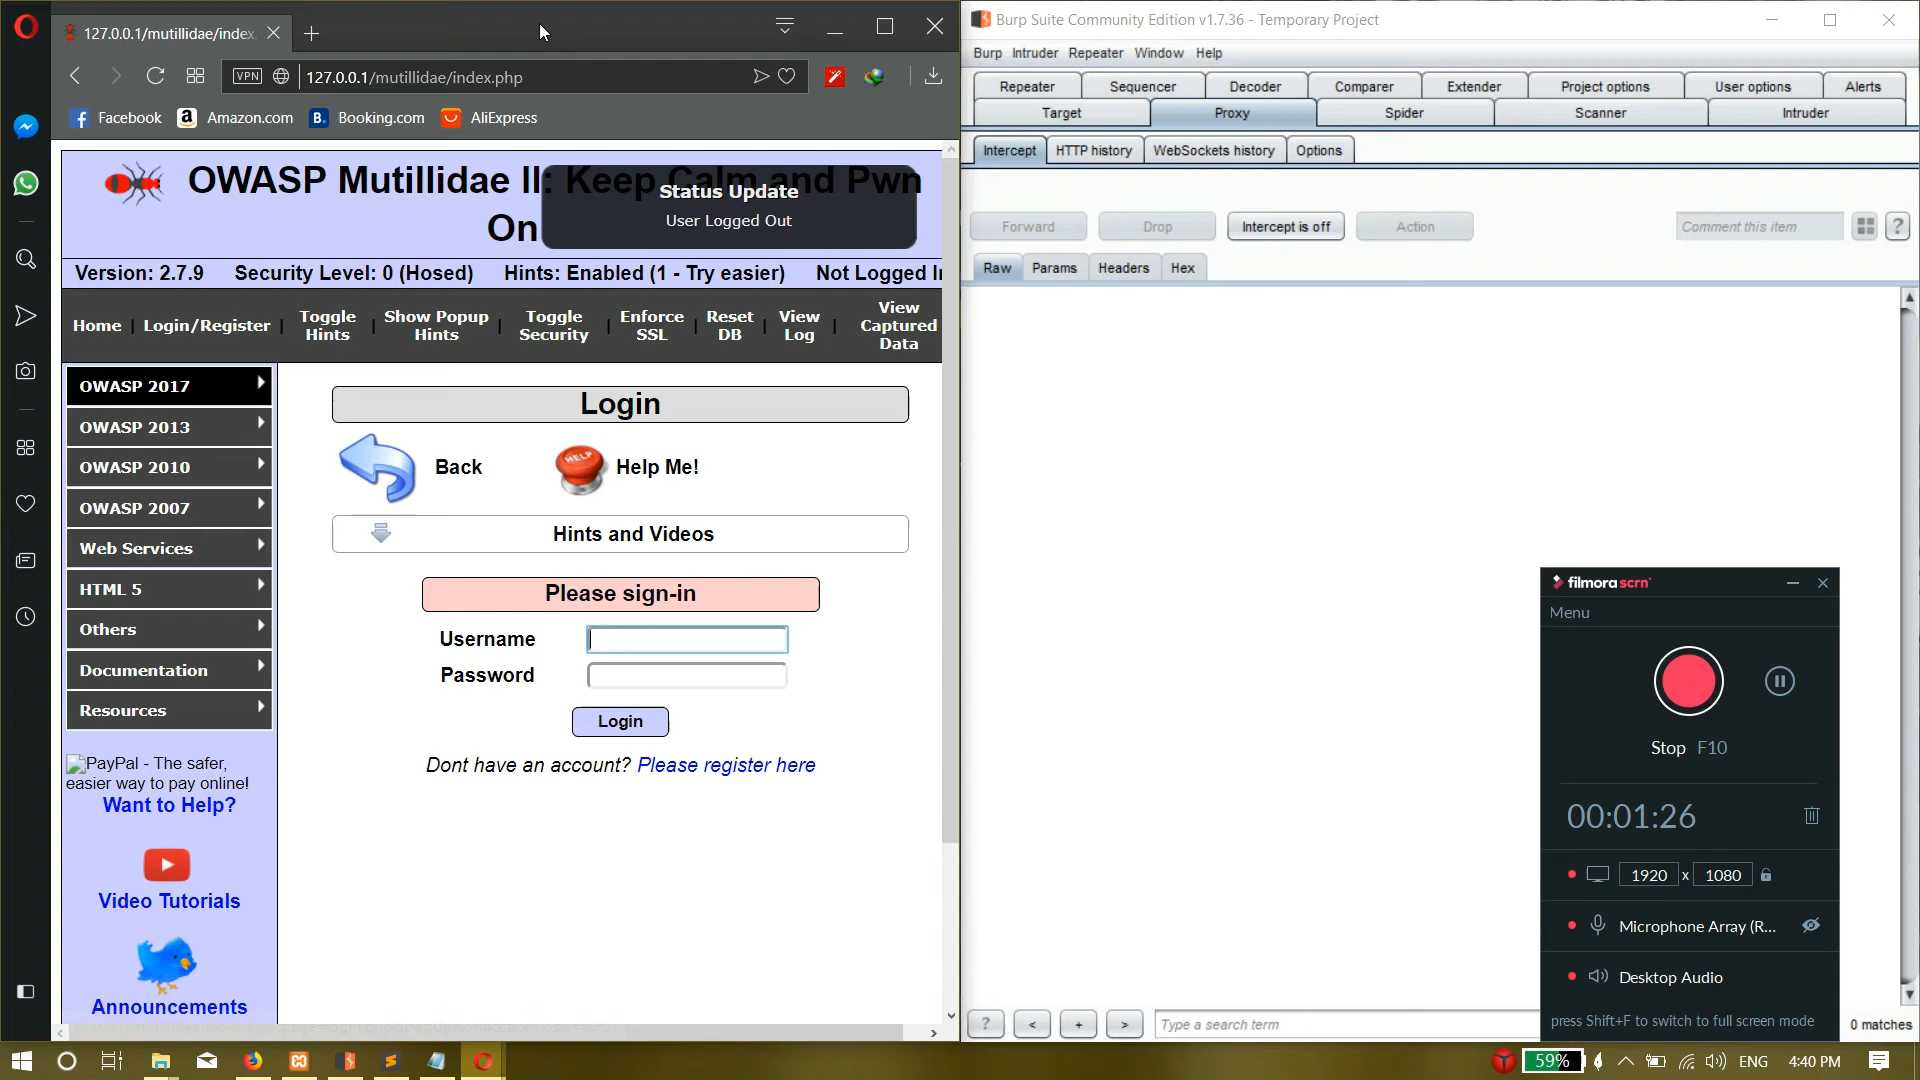 127.0.0.1/mutillidae/index.
VPN
127.0.0.1/mutillidae/index.php
Facebook
Amazon.com
Booking.com
AliExpress
OWASP Mutillidae II: Keep Calm and Pwn
On
Status Update
User Logged Out
Version: 2.7.9
Security Level: 0 (Hosed)
Hints: Enabled (1 - Try easier)
Not Logged In
Home
Login/Register
Toggle
Hints
Show Popup
Hints
Toggle
Security
Enforce
SSL
Reset
DB
View
Log
View
Captured
Data
OWASP 2017
OWASP 2013
OWASP 2010
OWASP 2007
Web Services
HTML 5
Others
Documentation
Resources
PayPal - The safer,
easier way to pay online!
Want to Help?
Video Tutorials
Announcements
Login
Back
HELP
Help Me!
Hints and Videos
Please sign-in
Username
Password
Login
Dont have an account? Please register here
Burp Suite Community Edition v1.7.36 - Temporary Project
Burp Intruder Repeater Window Help
Repeater Sequencer Decoder Comparer Extender Project options User options Alerts
Target Proxy Spider Scanner Intruder
Intercept HTTP history WebSockets history Options
Forward Drop Intercept is off Action Comment this item ?
Raw Params Headers Hex
? < + > Type a search term
0 matches
filmora scrn
Menu
Stop F10
00:01:26
1920 x 1080
Microphone Array (R...
Desktop Audio
press Shift+F to switch to full screen mode
59%
ENG
4:40 PM